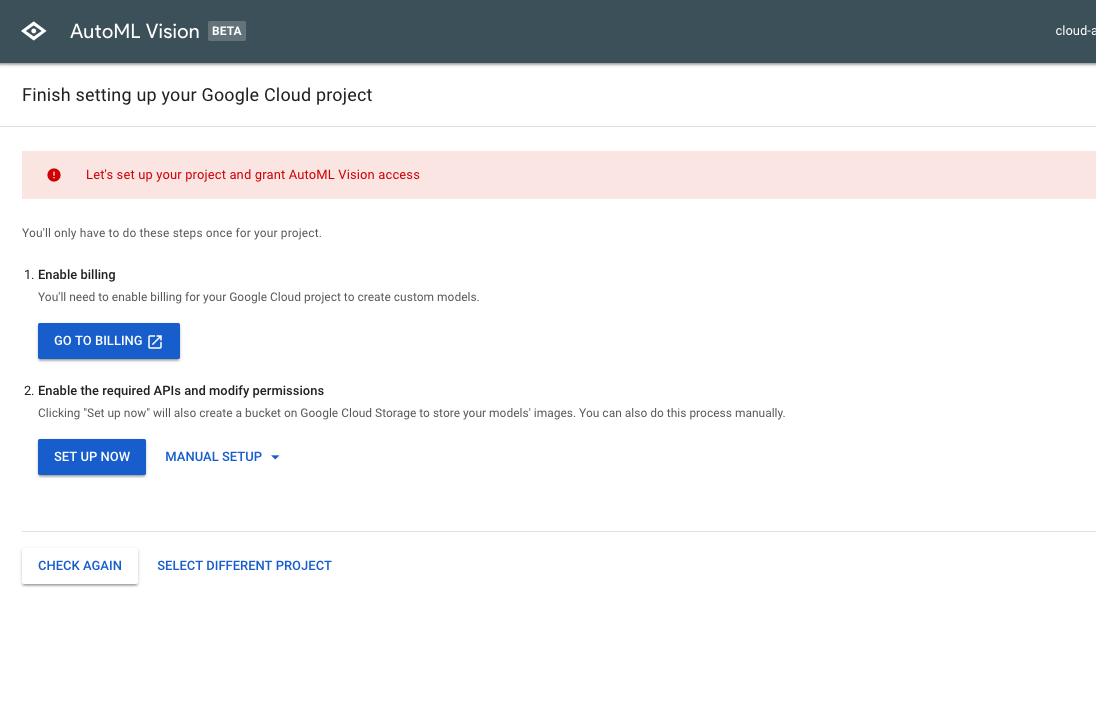 AutoML Vision BETA
cloud-a
Finish setting up your Google Cloud project
Let's set up your project and grant AutoML Vision access
You'll only have to do these steps once for your project.
1. Enable billing
You'll need to enable billing for your Google Cloud project to create custom models.
GO TO BILLING
2. Enable the required APIs and modify permissions
Clicking "Set up now" will also create a bucket on Google Cloud Storage to store your models' images. You can also do this process manually.
SET UP NOW MANUAL SETUP
CHECK AGAIN SELECT DIFFERENT PROJECT